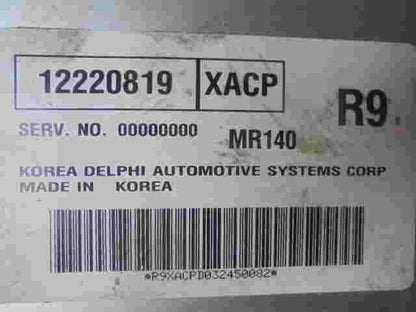 12220819 XACP
R9
SERV. NO. 00000000 MR140
KOREA DELPHI AUTOMOTIVE SYSTEMS CORP
MADE IN KOREA
*R9XACPD032450082*